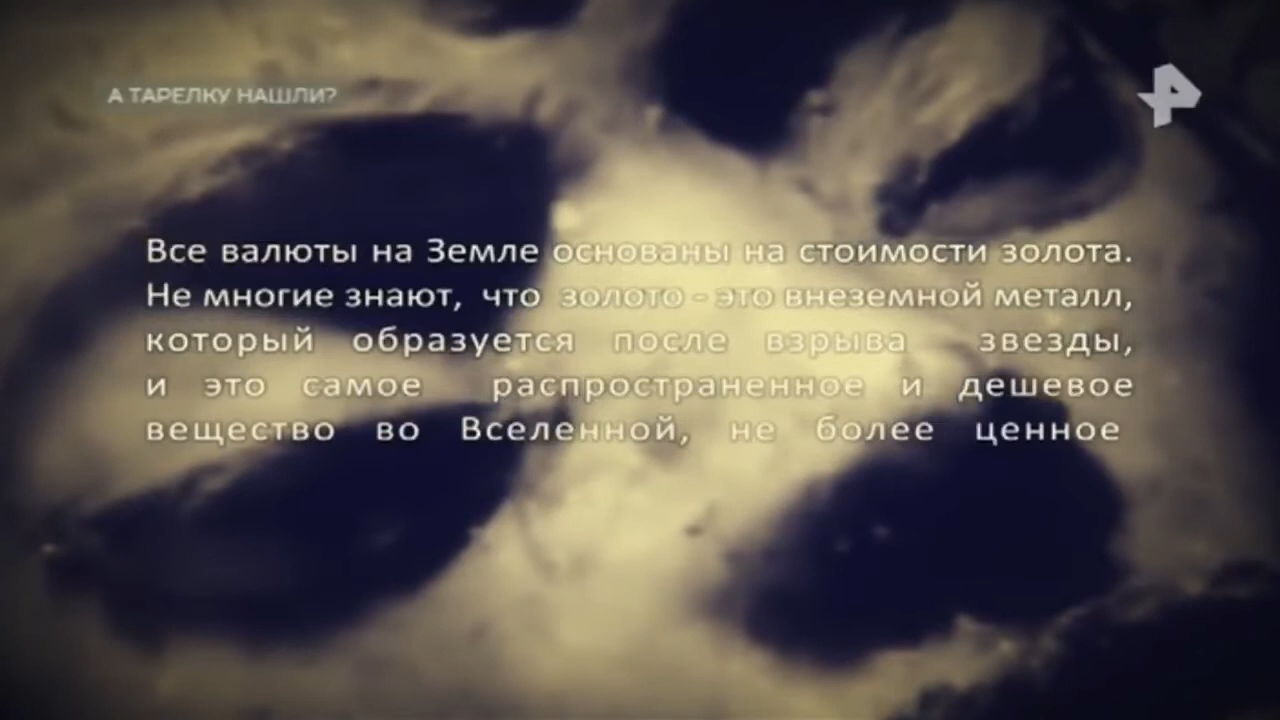 А ТАРЕЛКУ НАШЛИ?
Все валюты на Земле основаны на стоимости золота.
Не многие знают, что золото - это внеземной металл,
который образуется после взрыва звезды,
и это самое распространенное и дешевое
вещество во Вселенной, не более ценное